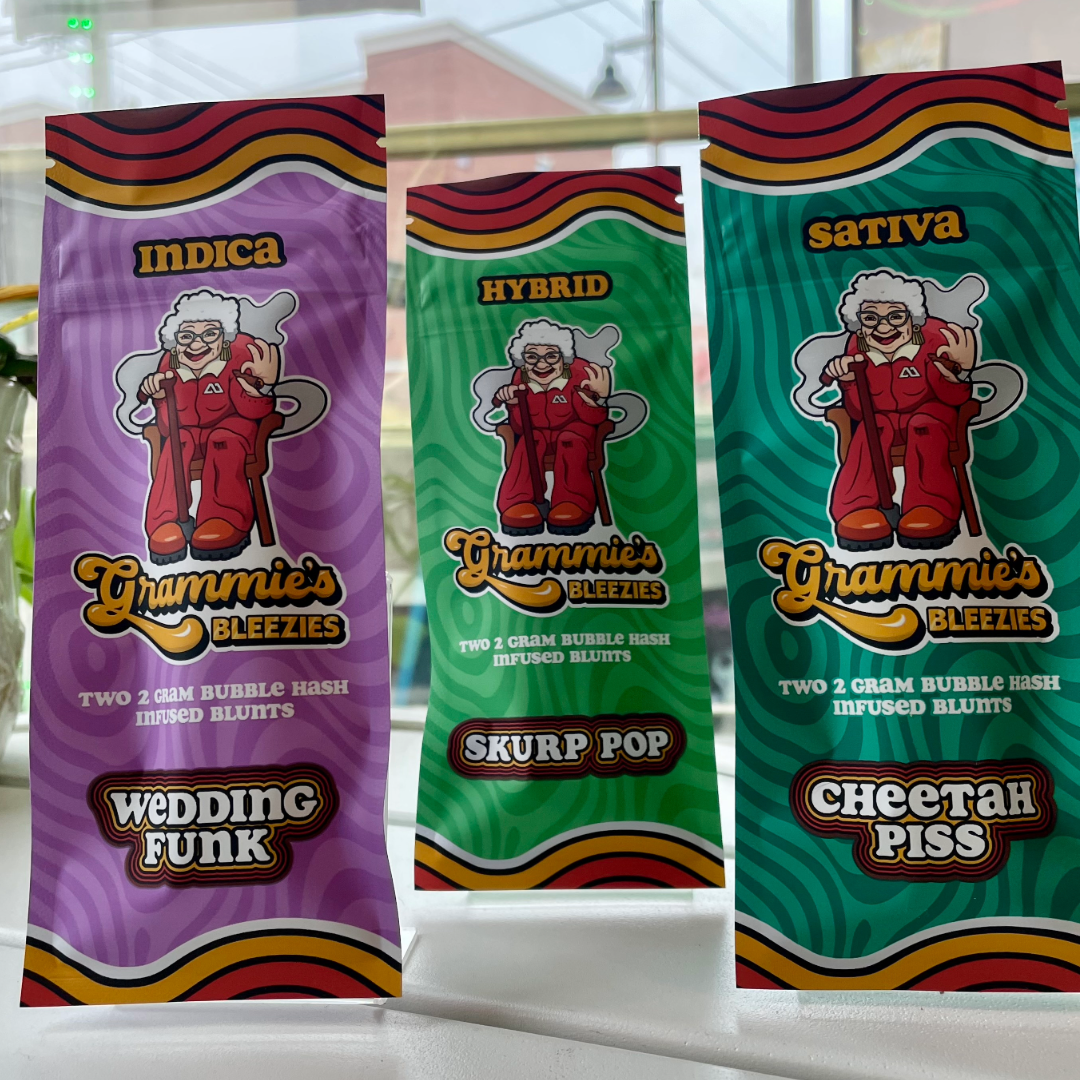 INDICA
Grammie's
BLEEZIES
TWO 2 GRAM BUBBLE HASH
INFUSED BLUNTS
WEDDING
FUNK
HYBRID
Grammie's
BLEEZIES
TWO 2 GRAM BUBBLE HASH
INFUSED BLUNTS
SKURP POP
SATIVA
Grammie's
BLEEZIES
TWO 2 GRAM BUBBLE HASH
INFUSED BLUNTS
CHEETAH
PISS